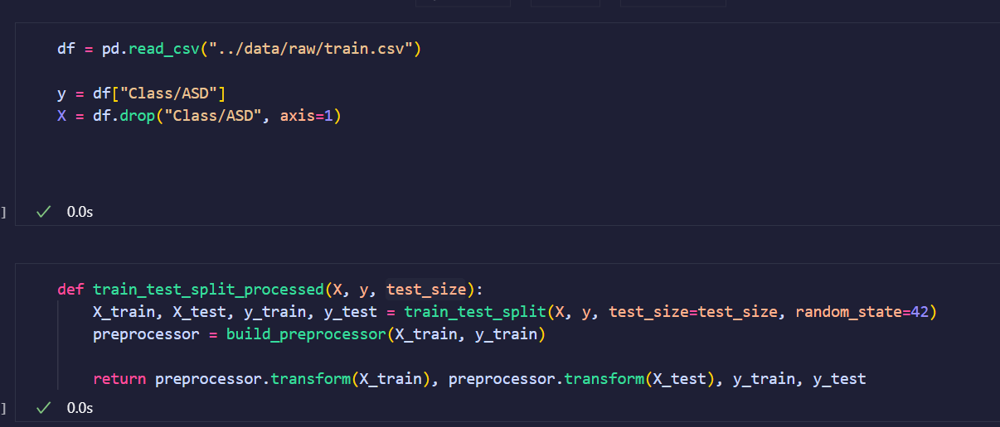 df = pd.read_csv("../data/raw/train.csv")
y = df["Class/ASD"]
X = df.drop("Class/ASD", axis=1)
] ✓ 0.0s
def train_test_split_processed(X, y, test_size):
X_train, X_test, y_train, y_test = train_test_split(X, y, test_size=test_size, random_state=42)
preprocessor = build_preprocessor(X_train, y_train)
return preprocessor.transform(X_train), preprocessor.transform(X_test), y_train, y_test
] ✓ 0.0s